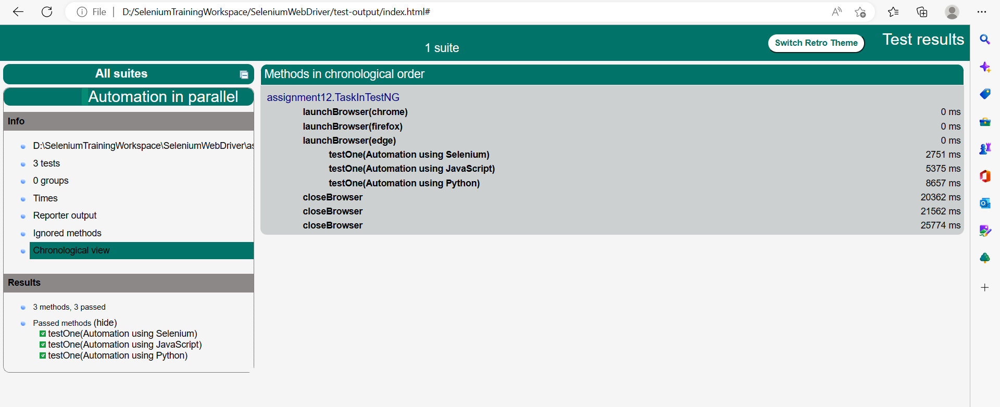 File D:/SeleniumTrainingWorkspace/SeleniumWebDriver/test-output/index.html#
1 suite
Switch Retro Theme
Test results
All suites
Automation in parallel
Info
D:\SeleniumTrainingWorkspace\SeleniumWebDriver\as
3 tests
0 groups
Times
Reporter output
Ignored methods
Chronological view
Results
3 methods, 3 passed
Passed methods (hide)
testOne(Automation using Selenium)
testOne(Automation using JavaScript)
testOne(Automation using Python)
Methods in chronological order
assignment12.TaskInTestNG
launchBrowser(chrome) 0 ms
launchBrowser(firefox) 0 ms
launchBrowser(edge) 0 ms
testOne(Automation using Selenium) 2751 ms
testOne(Automation using JavaScript) 5375 ms
testOne(Automation using Python) 8657 ms
closeBrowser 20362 ms
closeBrowser 21562 ms
closeBrowser 25774 ms